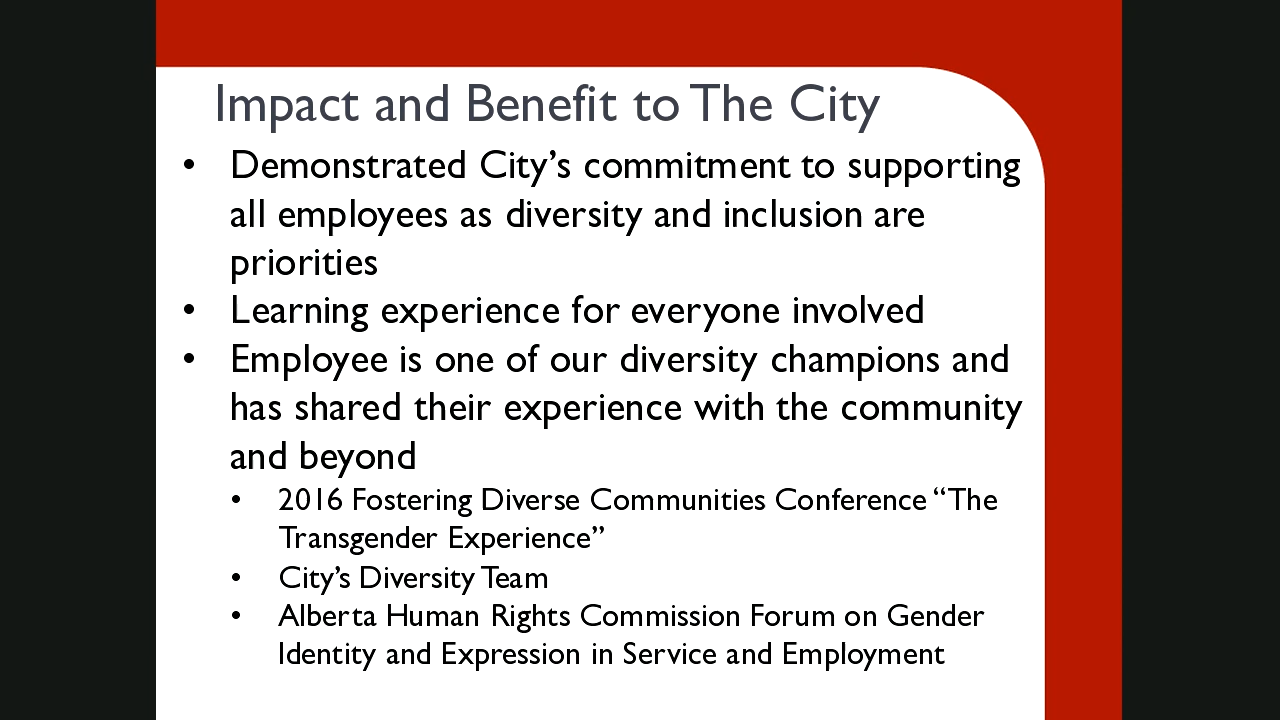 Impact and Benefit to The City
• Demonstrated City’s commitment to supporting
all employees as diversity and inclusion are
priorities
• Learning experience for everyone involved
• Employee is one of our diversity champions and
has shared their experience with the community
and beyond
• 2016 Fostering Diverse Communities Conference “The
Transgender Experience”
• City’s Diversity Team
• Alberta Human Rights Commission Forum on Gender
Identity and Expression in Service and Employment